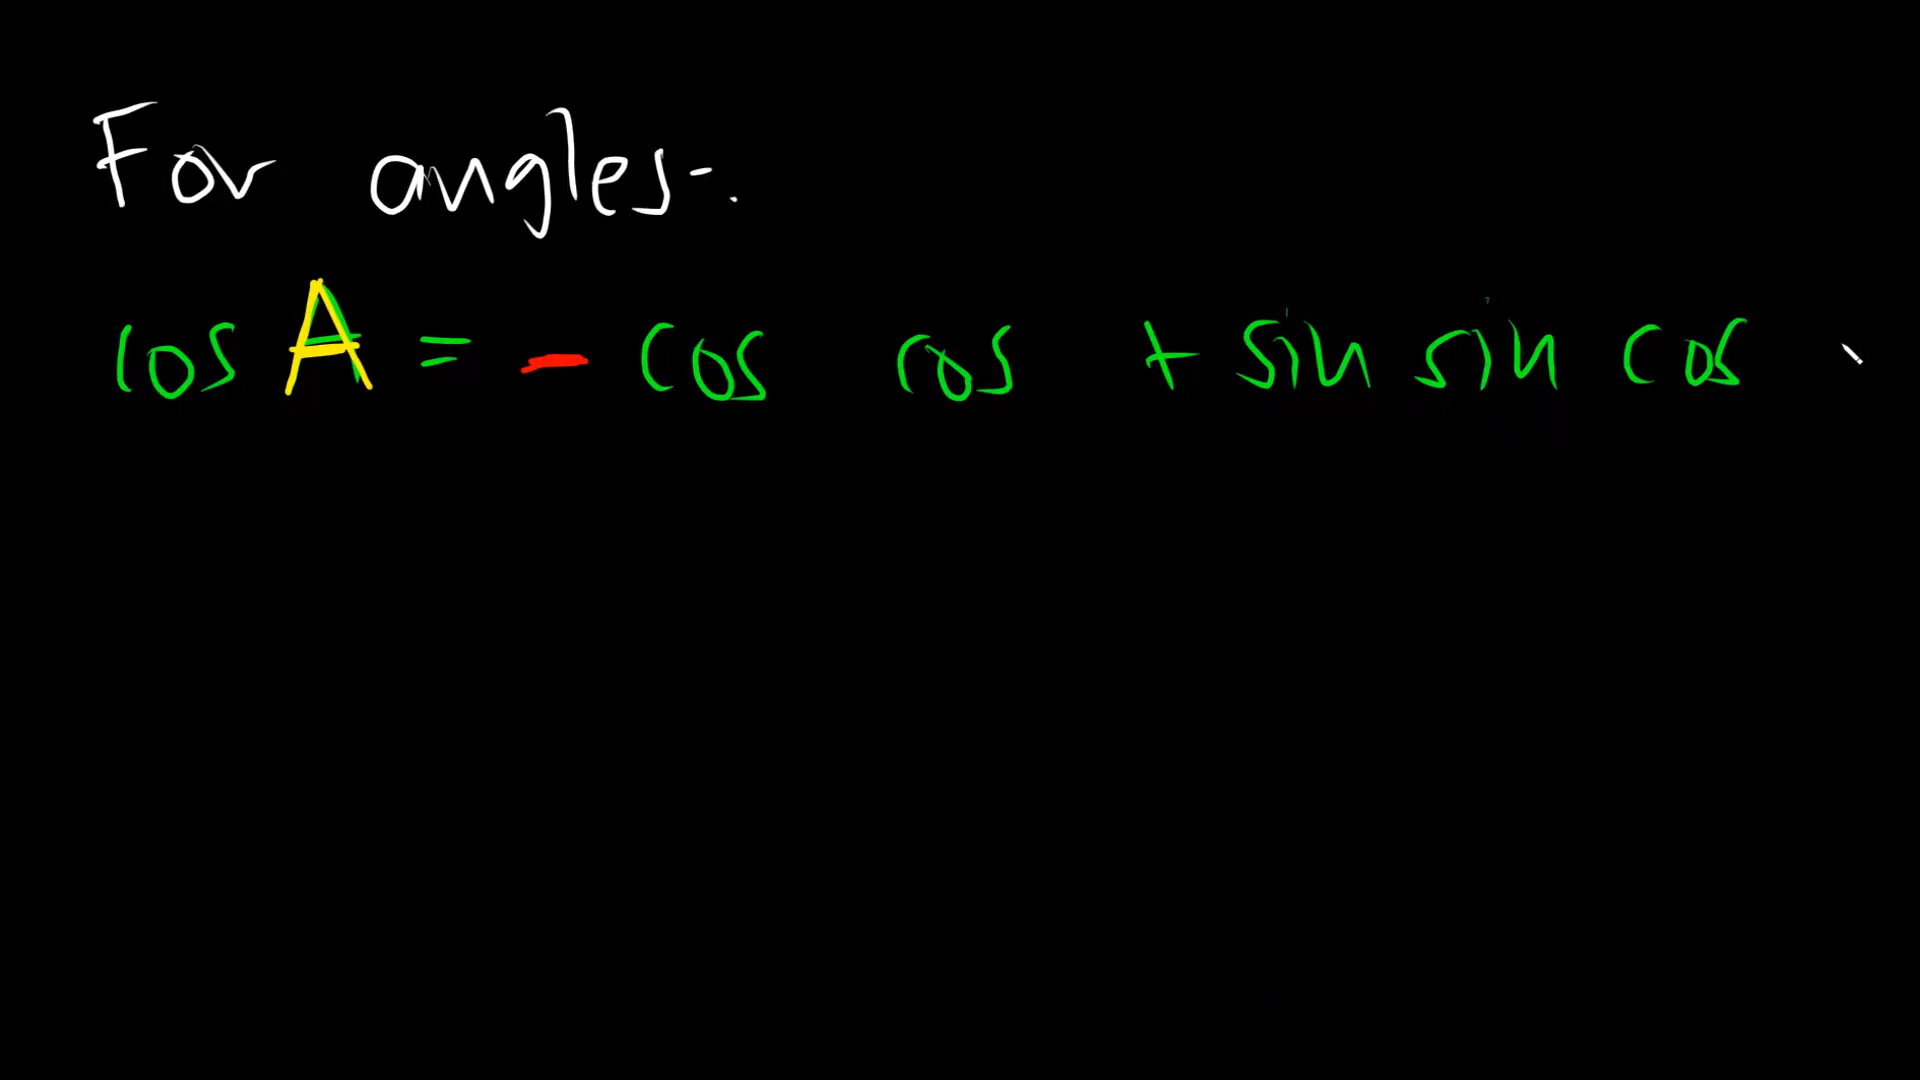 For angles-.
cos A = - cos cos + sin sin cos